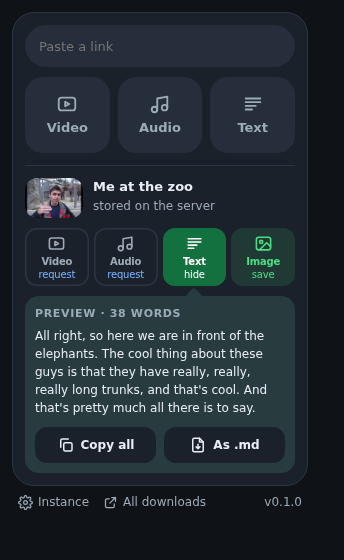 Paste a link
Video
Audio
Text
Me at the zoo
stored on the server
Video
request
Audio
request
Text
hide
Image
save
PREVIEW · 38 WORDS
All right, so here we are in front of the
elephants. The cool thing about these
guys is that they have really, really,
really long trunks, and that's cool. And
that's pretty much all there is to say.
Copy all
As .md
Instance
All downloads
v0.1.0